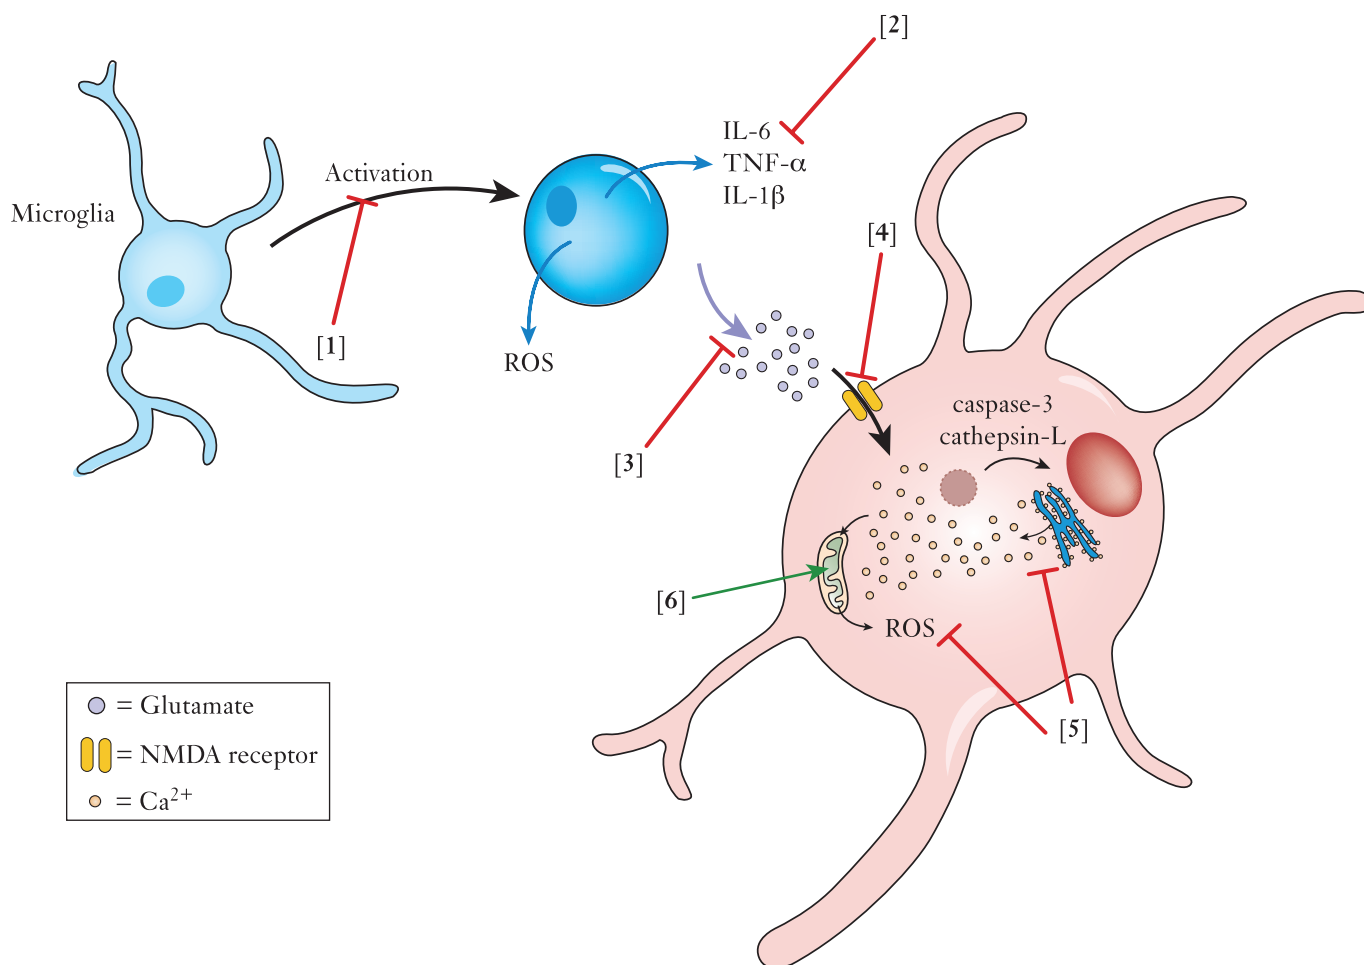 [2]
IL-6
TNF-α
IL-1β
Activation
Microglia
[4]
[1]
ROS
caspase-3
cathepsin-L
[3]
[6]
ROS
[5]
= Glutamate
= NMDA receptor
= Ca²⁺